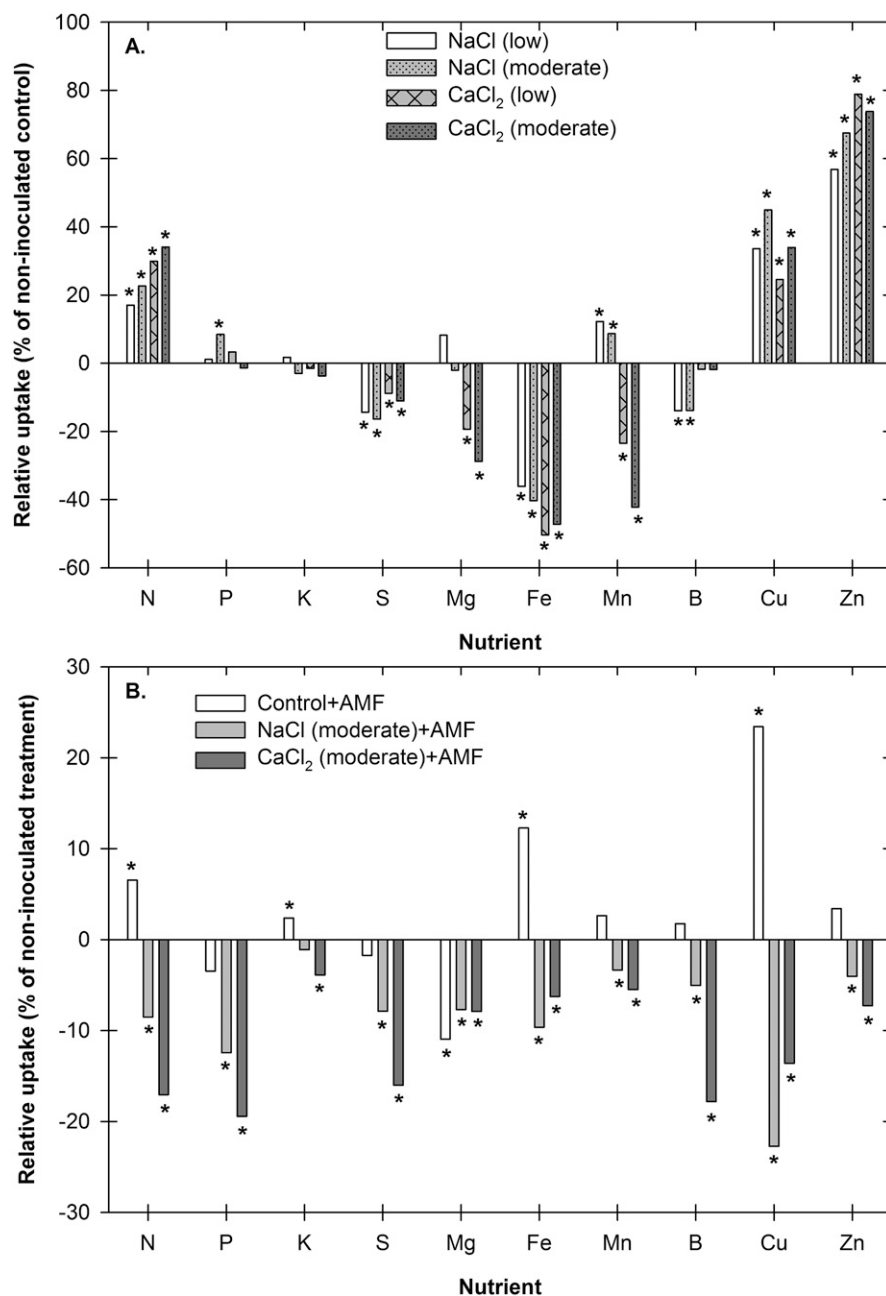 A.
NaCl (low)
NaCl (moderate)
CaCl₂ (low)
CaCl₂ (moderate)
Relative uptake (% of non-inoculated control)
100
80
60
40
20
0
-20
-40
-60
* * * *
*
* * * *
* *
* * * *
* *
* *
* *
* * * *
* * * *
N P K S Mg Fe Mn B Cu Zn
Nutrient
B.
Control+AMF
NaCl (moderate)+AMF
CaCl₂ (moderate)+AMF
Relative uptake (% of non-inoculated treatment)
30
20
10
0
-10
-20
-30
* * *
* *
* *
* *
* * *
* * *
* *
* *
* * *
* *
N P K S Mg Fe Mn B Cu Zn
Nutrient